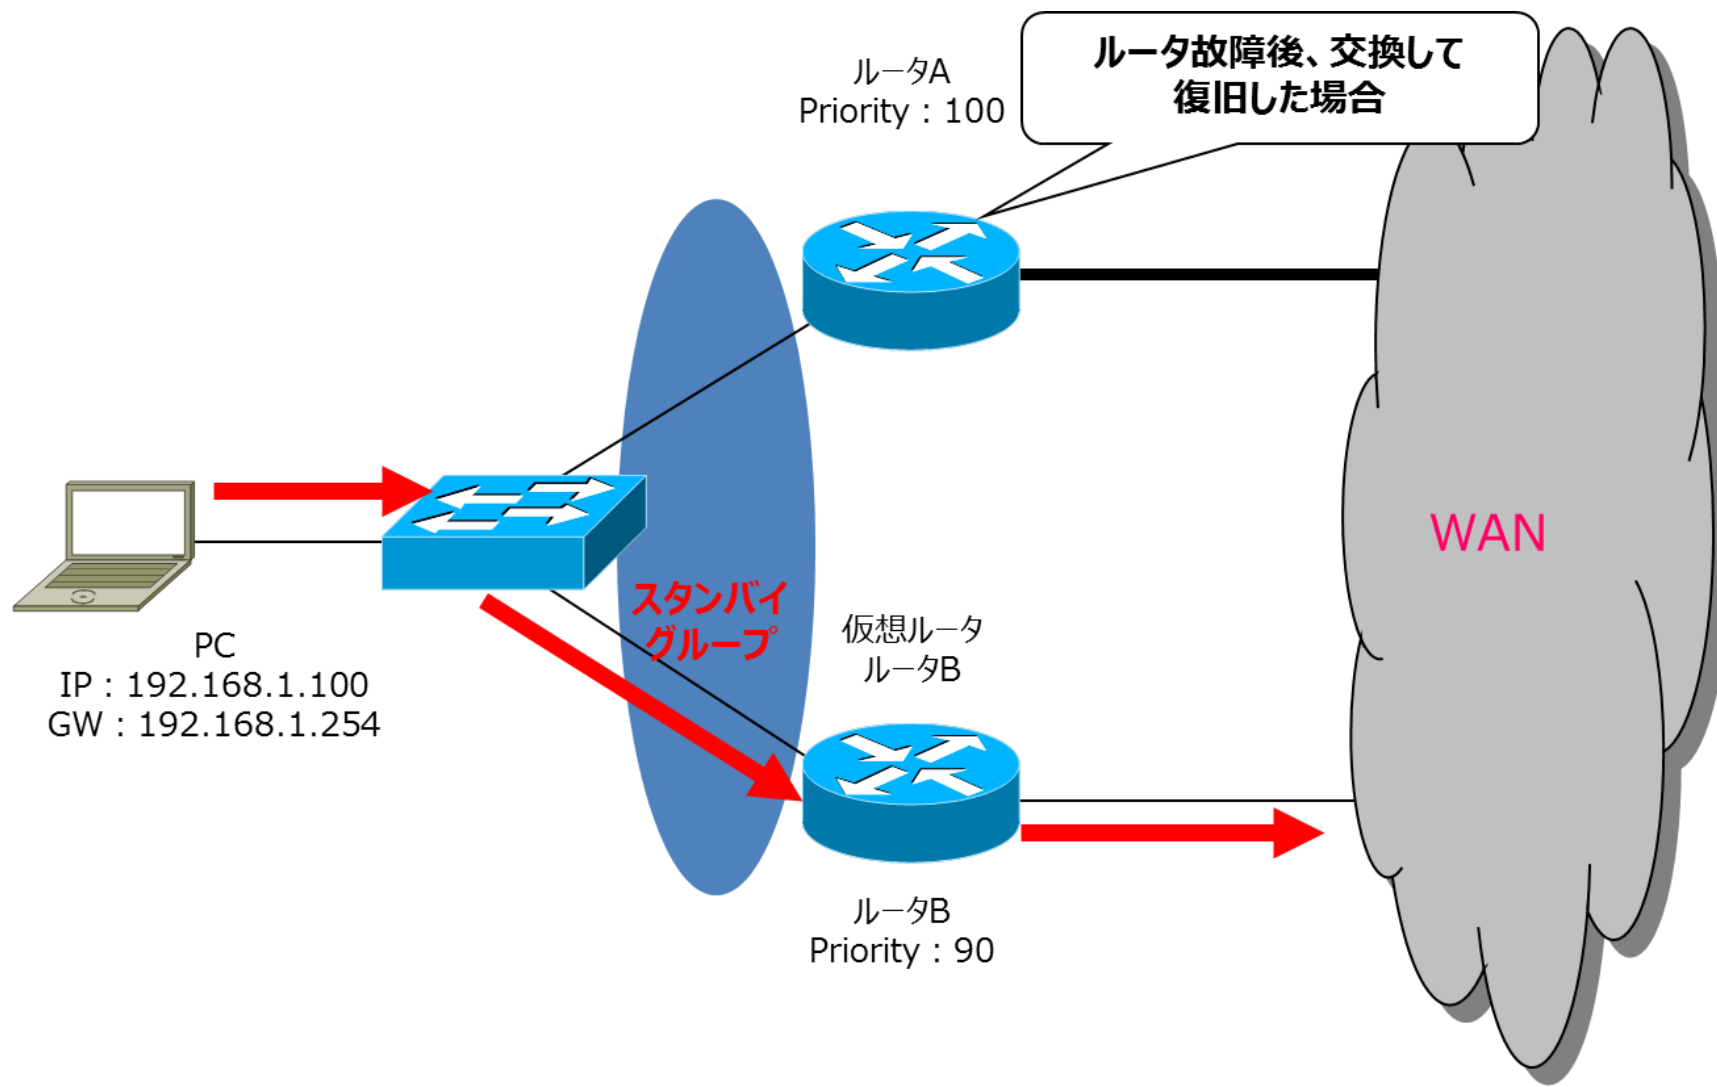 ルータA
Priority：100
ルータ故障後、交換して
復旧した場合
スタンバイ
グループ
仮想ルータ
ルータB
PC
IP：192.168.1.100
GW：192.168.1.254
WAN
ルータB
Priority：90